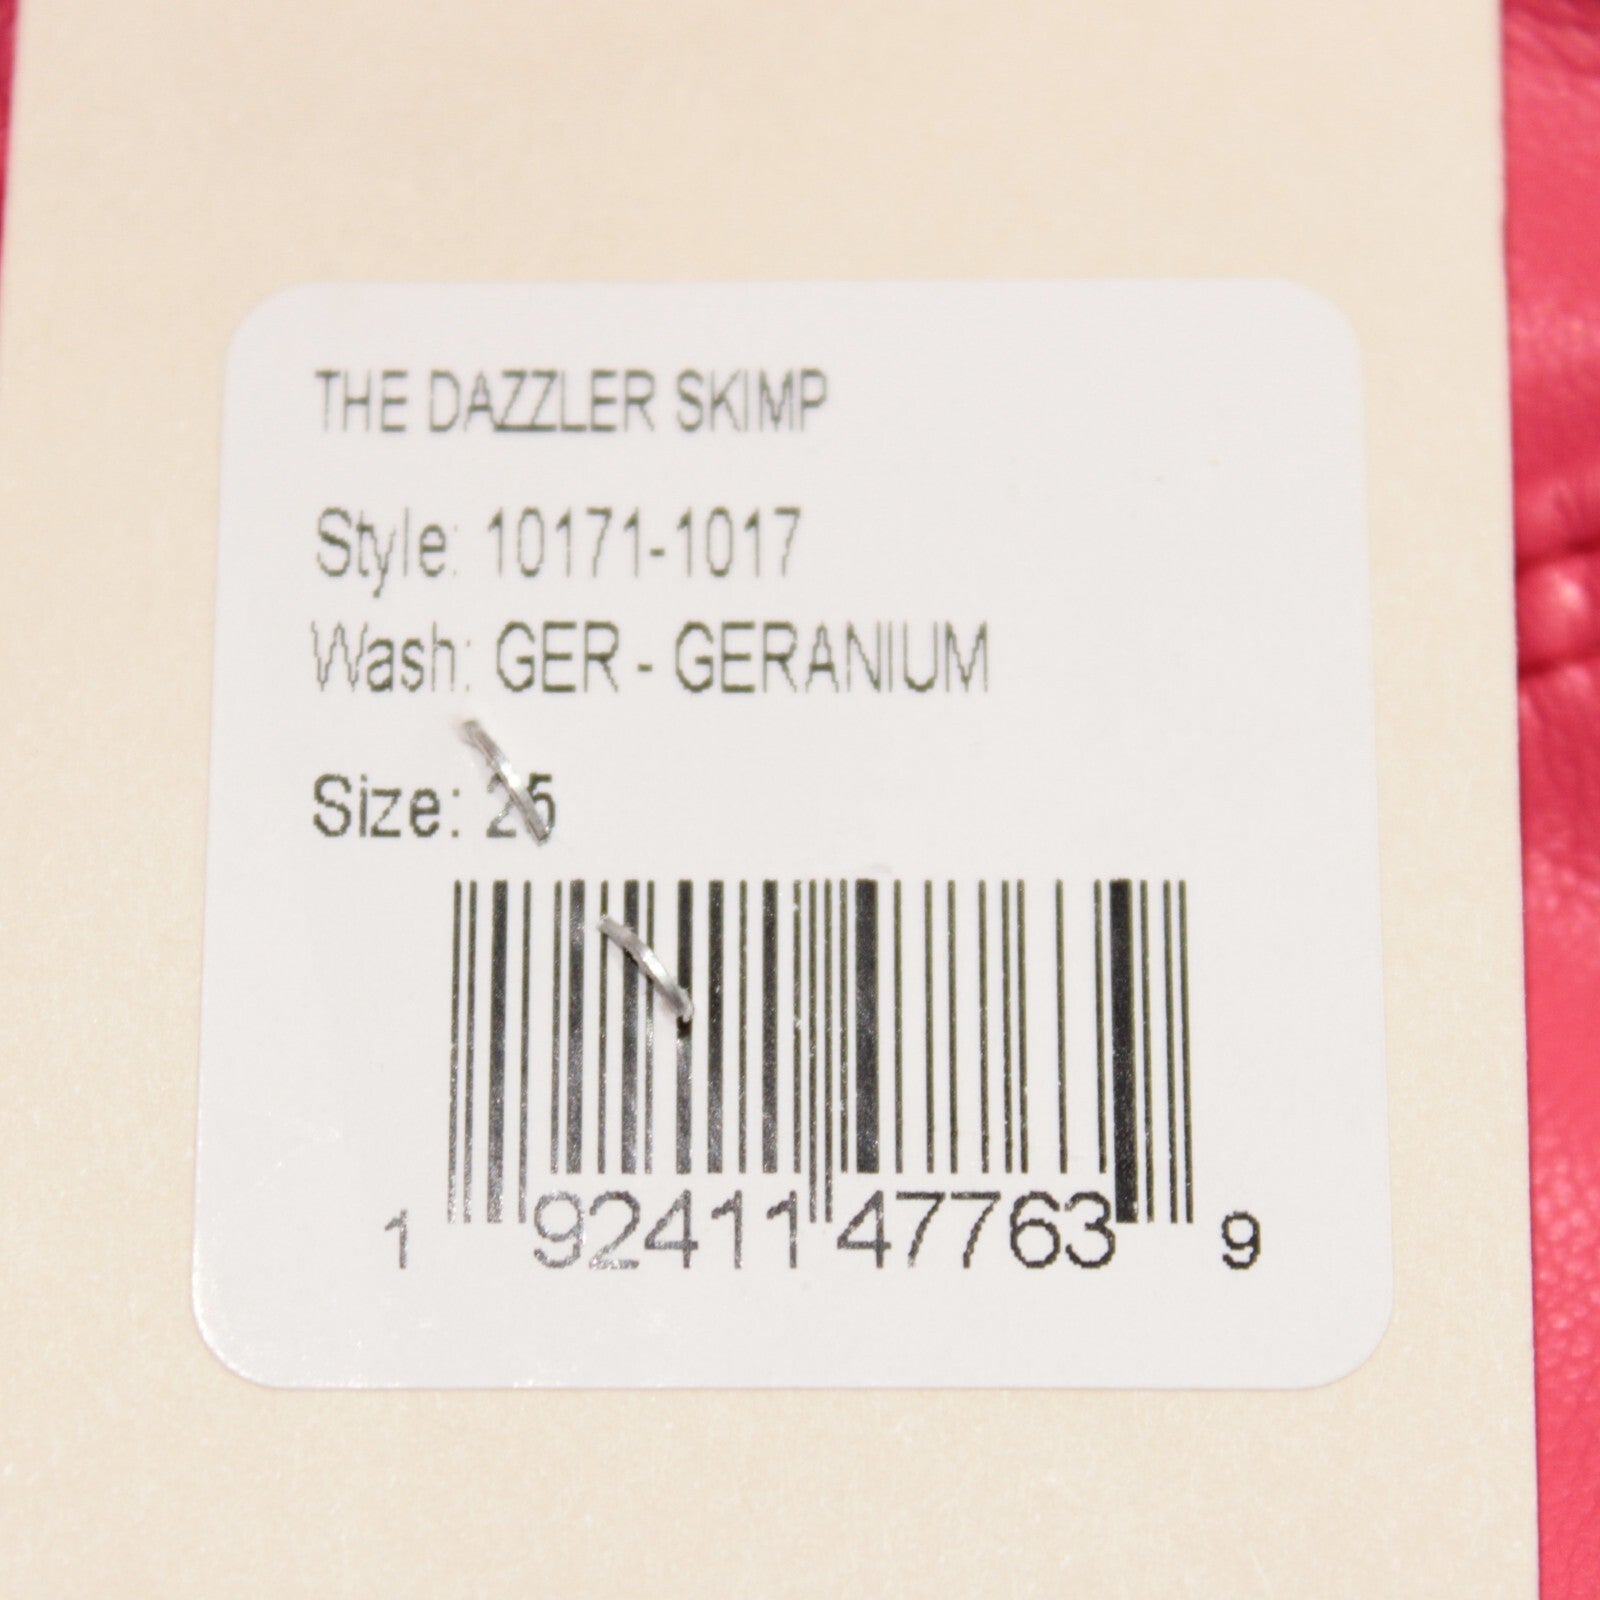 THE DAZZLER SKIMP
Style: 10171-1017
Wash: GER - GERANIUM
Size: 25
1 92411 47763 9